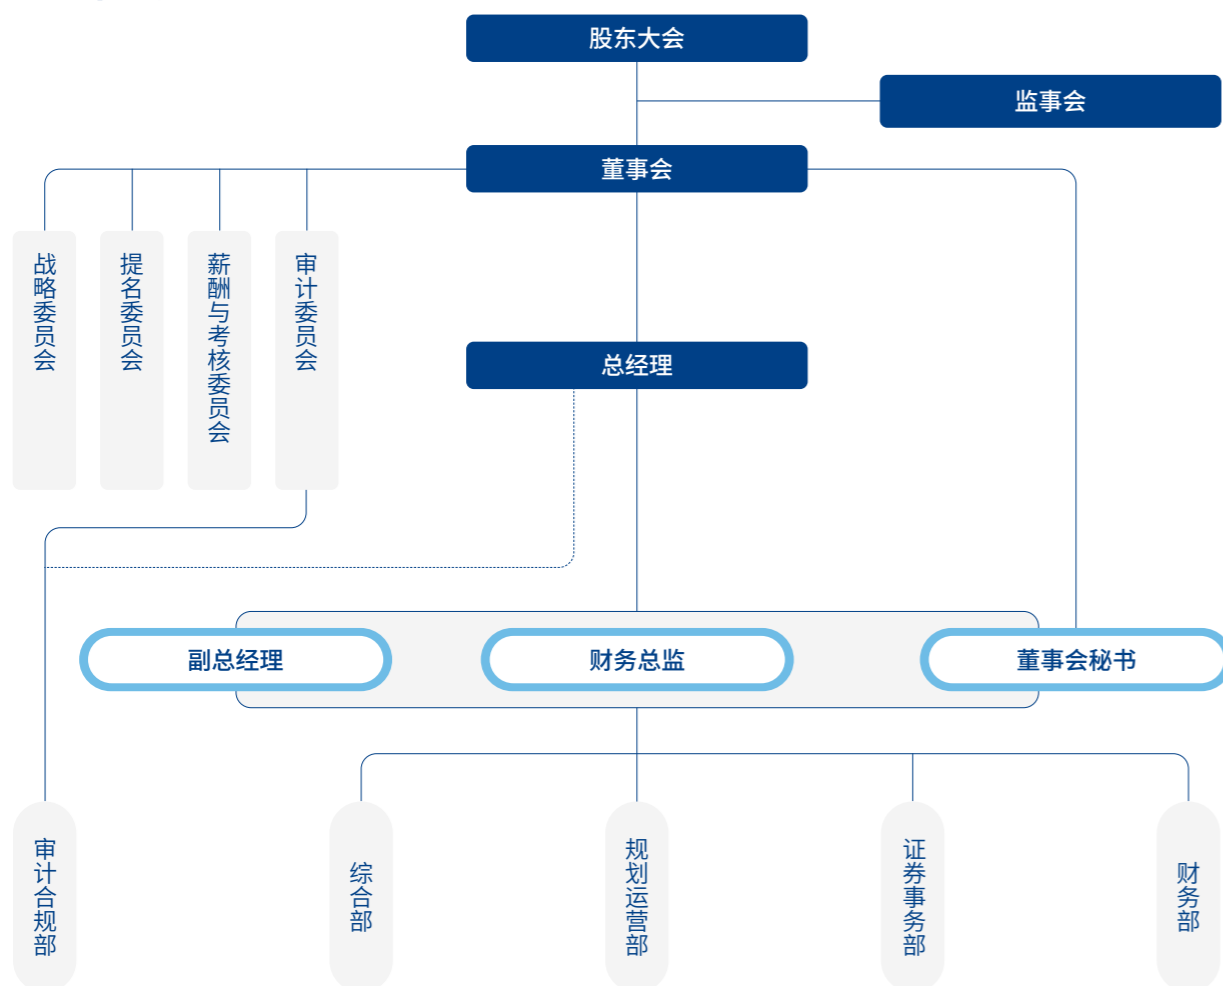 股东大会
监事会
董事会
战略委员会
提名委员会
薪酬与考核委员会
审计委员会
总经理
副总经理
财务总监
董事会秘书
审计合规部
综合部
规划运营部
证券事务部
财务部